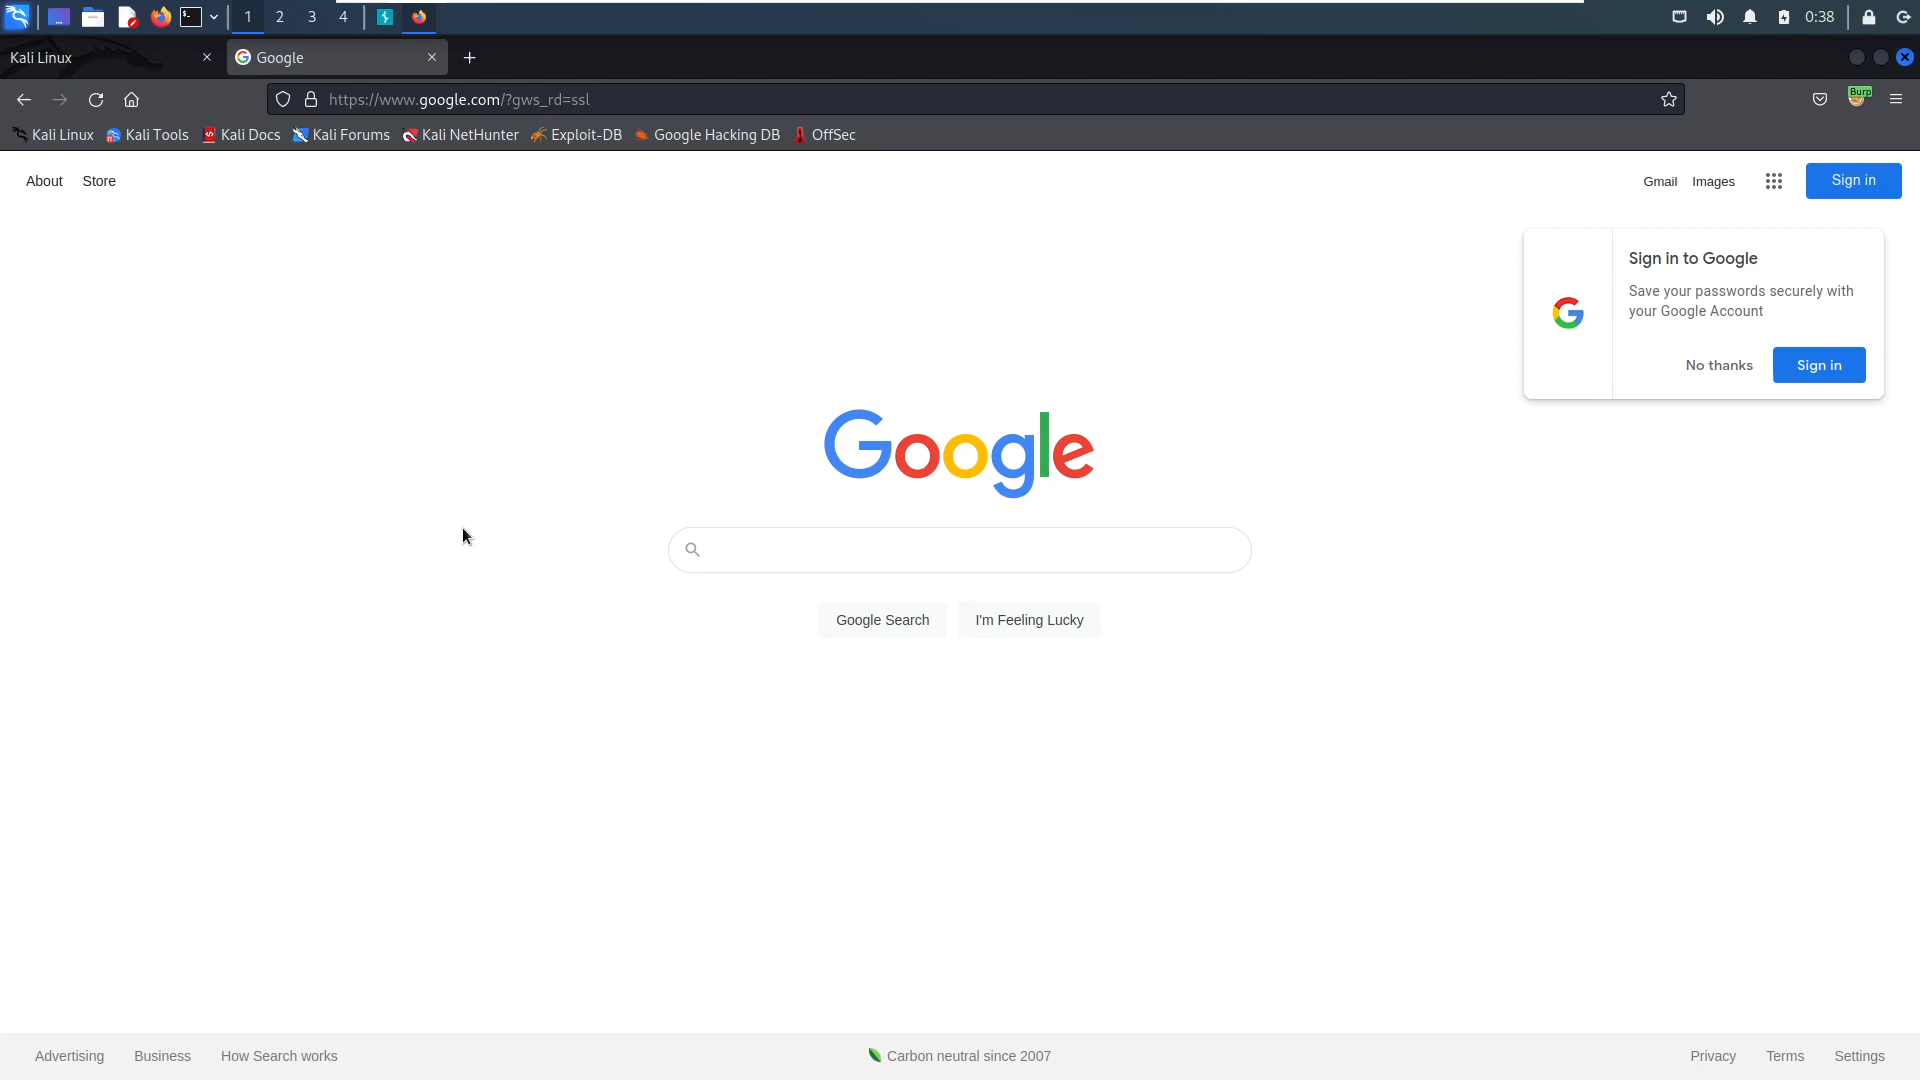 1 2 3 4 0:38
Kali Linux Google
https://www.google.com/?gws_rd=ssl Burp
Kali Linux Kali Tools Kali Docs Kali Forums Kali NetHunter Exploit-DB Google Hacking DB OffSec
About Store Gmail Images Sign in
Sign in to Google
Save your passwords securely with
your Google Account
No thanks Sign in
Google
Google Search I'm Feeling Lucky
Advertising Business How Search works Carbon neutral since 2007 Privacy Terms Settings